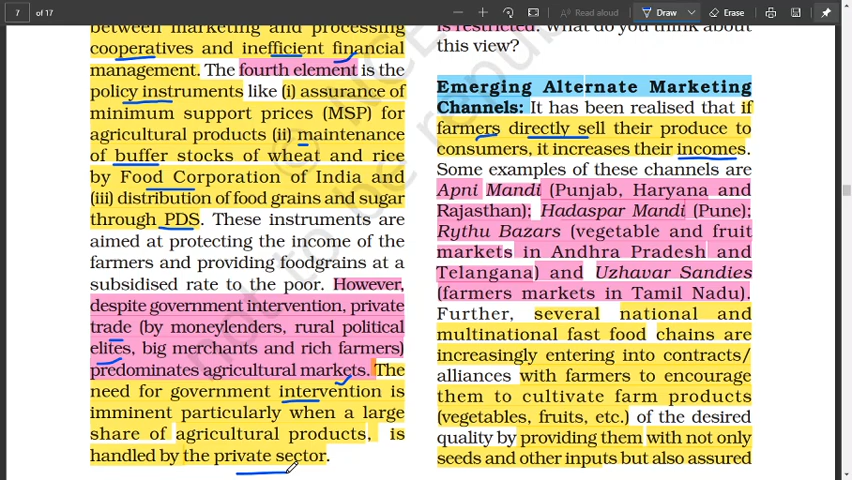 7 of 17
Read aloud
Draw
Erase
between marketing and processing
cooperatives and inefficient financial
management. The fourth element is the
policy instruments like (i) assurance of
minimum support prices (MSP) for
agricultural products (ii) maintenance
of buffer stocks of wheat and rice
by Food Corporation of India and
(iii) distribution of food grains and sugar
through PDS. These instruments are
aimed at protecting the income of the
farmers and providing foodgrains at a
subsidised rate to the poor. However,
despite government intervention, private
trade (by moneylenders, rural political
elites, big merchants and rich farmers)
predominates agricultural markets. The
need for government intervention is
imminent particularly when a large
share of agricultural products, is
handled by the private sector.
is restricted. What do you think about
this view?
Emerging Alternate Marketing
Channels: It has been realised that if
farmers directly sell their produce to
consumers, it increases their incomes.
Some examples of these channels are
Apni Mandi (Punjab, Haryana and
Rajasthan); Hadaspar Mandi (Pune);
Rythu Bazars (vegetable and fruit
markets in Andhra Pradesh and
Telangana) and Uzhavar Sandies
(farmers markets in Tamil Nadu).
Further, several national and
multinational fast food chains are
increasingly entering into contracts/
alliances with farmers to encourage
them to cultivate farm products
(vegetables, fruits, etc.) of the desired
quality by providing them with not only
seeds and other inputs but also assured